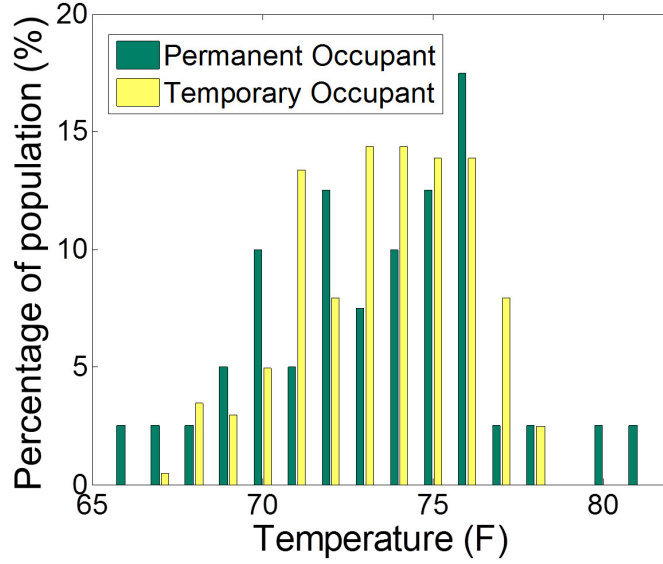 20
15
10
5
0
Percentage of population (%)
Permanent Occupant
Temporary Occupant
65 70 75 80
Temperature (F)